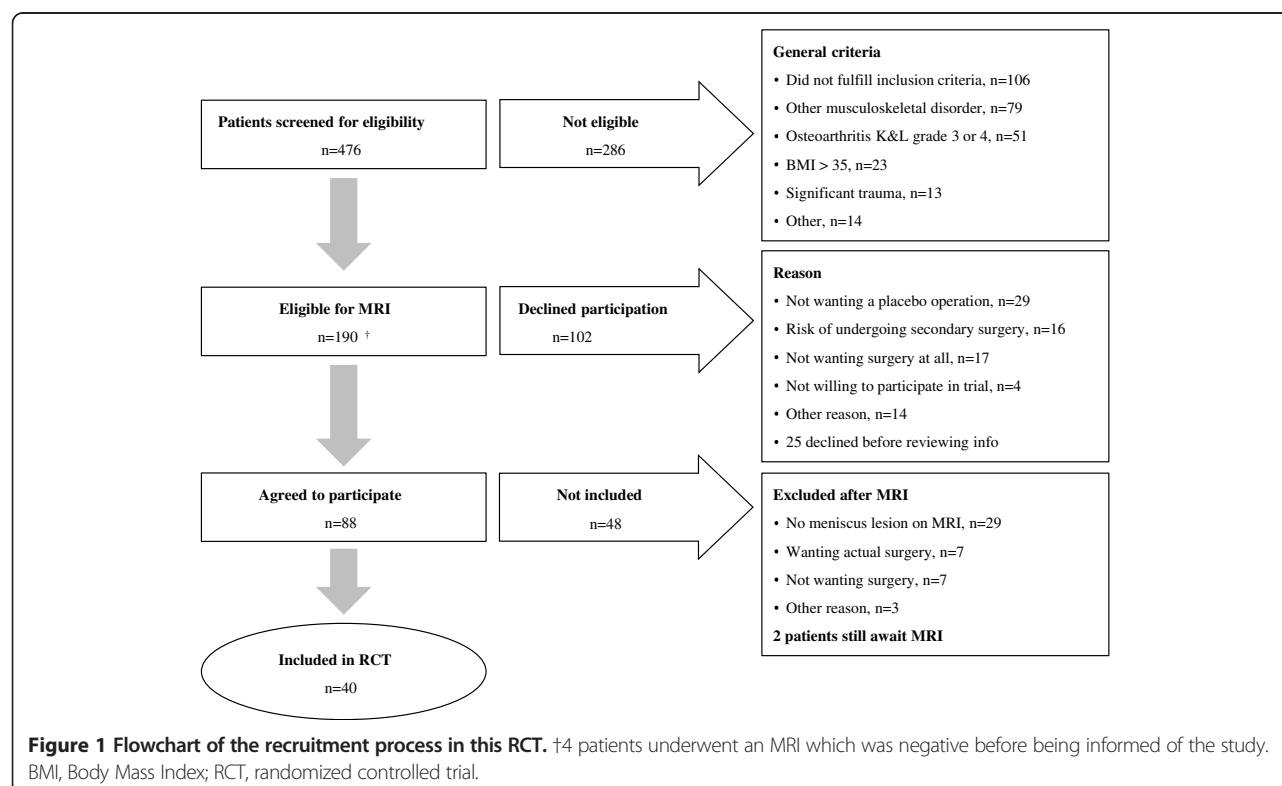 Patients screened for eligibility
n=476
Not eligible
n=286
General criteria
• Did not fulfill inclusion criteria, n=106
• Other musculoskeletal disorder, n=79
• Osteoarthritis K&L grade 3 or 4, n=51
• BMI > 35, n=23
• Significant trauma, n=13
• Other, n=14
Eligible for MRI
n=190 †
Declined participation
n=102
Reason
• Not wanting a placebo operation, n=29
• Risk of undergoing secondary surgery, n=16
• Not wanting surgery at all, n=17
• Not willing to participate in trial, n=4
• Other reason, n=14
• 25 declined before reviewing info
Agreed to participate
n=88
Not included
n=48
Excluded after MRI
• No meniscus lesion on MRI, n=29
• Wanting actual surgery, n=7
• Not wanting surgery, n=7
• Other reason, n=3
2 patients still await MRI
Included in RCT
n=40
Figure 1 Flowchart of the recruitment process in this RCT. †4 patients underwent an MRI which was negative before being informed of the study.
BMI, Body Mass Index; RCT, randomized controlled trial.